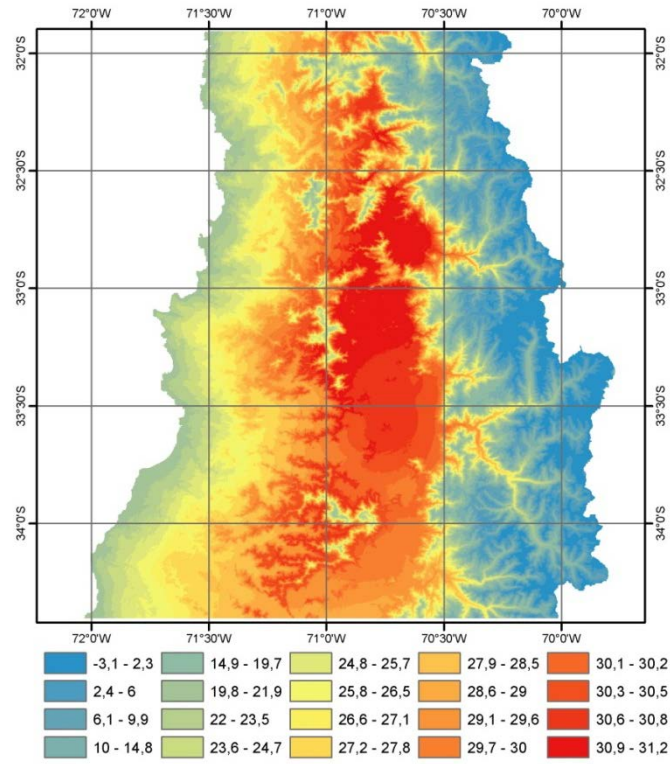 72°0'W 71°30'W 71°0'W 70°30'W 70°0'W
32°0'S 32°0'S
32°30'S 32°30'S
33°0'S 33°0'S
33°30'S 33°30'S
34°0'S 34°0'S
72°0'W 71°30'W 71°0'W 70°30'W 70°0'W
-3,1 - 2,3 14,9 - 19,7 24,8 - 25,7 27,9 - 28,5 30,1 - 30,2
2,4 - 6 19,8 - 21,9 25,8 - 26,5 28,6 - 29 30,3 - 30,5
6,1 - 9,9 22 - 23,5 26,6 - 27,1 29,1 - 29,6 30,6 - 30,8
10 - 14,8 23,6 - 24,7 27,2 - 27,8 29,7 - 30 30,9 - 31,2